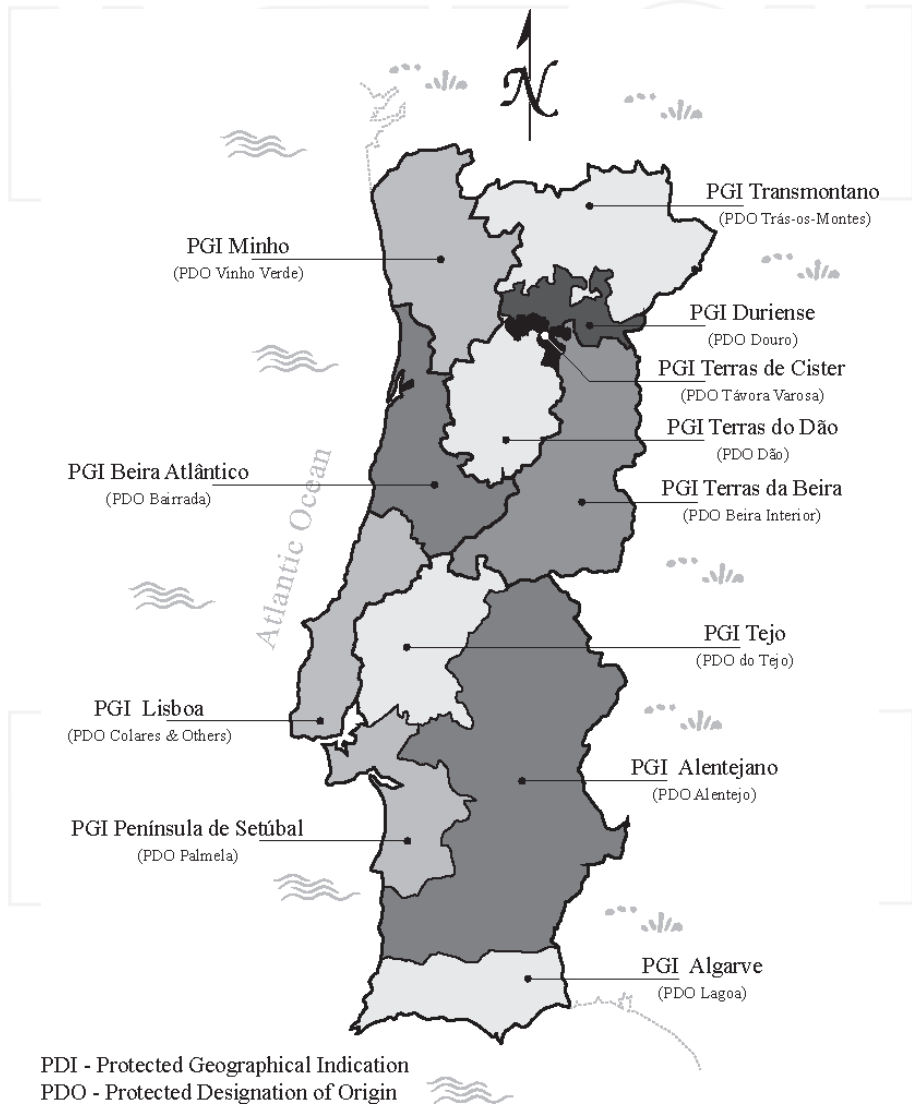 N
PGI Transmontano
(PDO Trás-os-Montes)
PGI Minho
(PDO Vinho Verde)
PGI Duriense
(PDO Douro)
PGI Terras de Cister
(PDO Távora Varosa)
PGI Terras do Dão
(PDO Dão)
PGI Beira Atlântico
(PDO Bairrada)
PGI Terras da Beira
(PDO Beira Interior)
Atlantic Ocean
PGI Tejo
(PDO do Tejo)
PGI Lisboa
(PDO Colares & Others)
PGI Alentejano
(PDO Alentejo)
PGI Península de Setúbal
(PDO Palmela)
PGI Algarve
(PDO Lagoa)
PDI - Protected Geographical Indication
PDO - Protected Designation of Origin